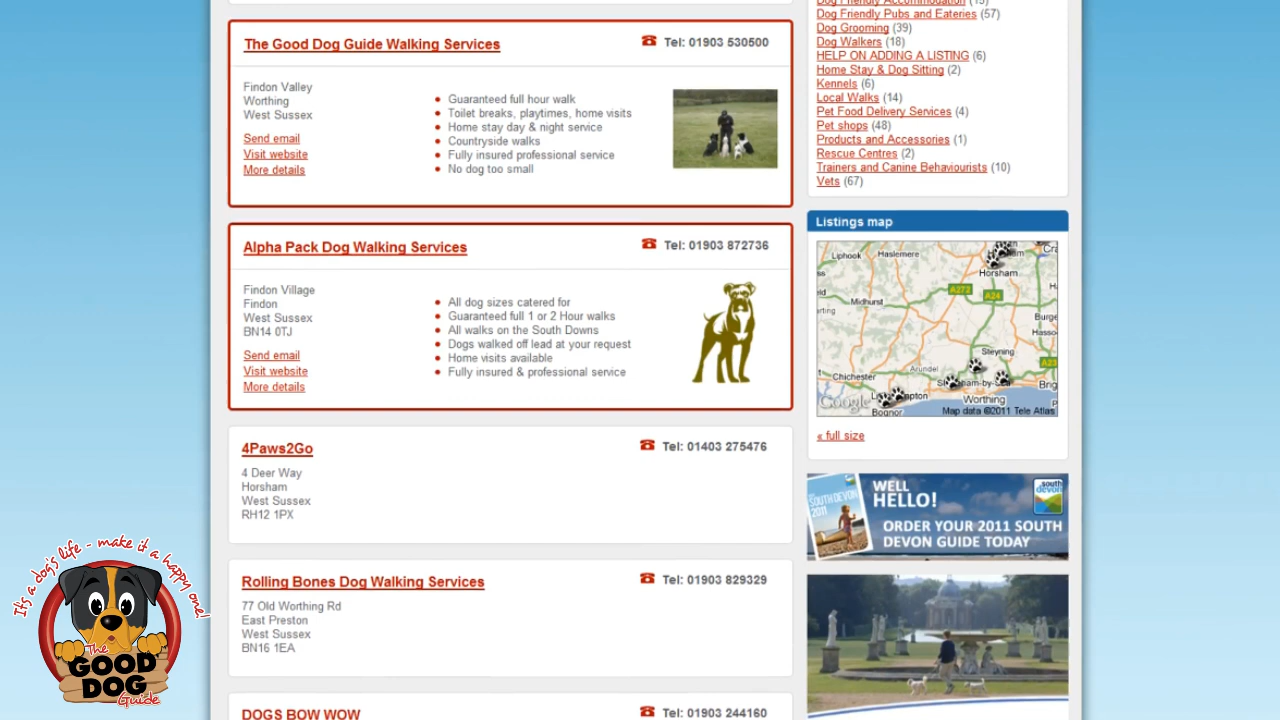 The Good Dog Guide Walking Services
Tel: 01903 530500
Findon Valley
Worthing
West Sussex
Send email
Visit website
More details
Guaranteed full hour walk
Toilet breaks, playtimes, home visits
Home stay day & night service
Countryside walks
Fully insured professional service
No dog too small
Alpha Pack Dog Walking Services
Tel: 01903 872736
Findon Village
Findon
West Sussex
BN14 0TJ
Send email
Visit website
More details
All dog sizes catered for
Guaranteed full 1 or 2 Hour walks
All walks on the South Downs
Dogs walked off lead at your request
Home visits available
Fully insured & professional service
4Paws2Go
Tel: 01403 275476
4 Deer Way
Horsham
West Sussex
RH12 1PX
Rolling Bones Dog Walking Services
Tel: 01903 829329
77 Old Worthing Rd
East Preston
West Sussex
BN16 1EA
DOGS BOW WOW
Tel: 01903 244160
Dog Friendly Accommodation
Dog Friendly Pubs and Eateries (57)
Dog Grooming (39)
Dog Walkers (18)
HELP ON ADDING A LISTING (6)
Home Stay & Dog Sitting (2)
Kennels (6)
Local Walks (14)
Pet Food Delivery Services (4)
Pet shops (48)
Products and Accessories (1)
Rescue Centres (2)
Trainers and Canine Behaviourists (10)
Vets (67)
Listings map
Liphook
Haslemere
Horsham
A272
A24
Midhurst
Steyning
Arundel
Chichester
Worthing
Bognor
Google
Map data ©2011 Tele Atlas
« full size
SOUTH DEVON
2011
WELL
HELLO!
south
devon
ORDER YOUR 2011 SOUTH
DEVON GUIDE TODAY
It's a dog's life - make it a happy one!
The
GOOD
DOG
Guide